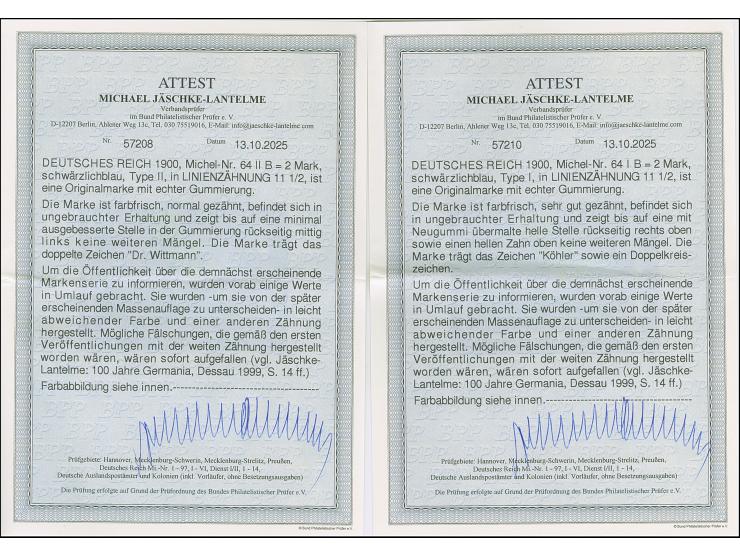 ATTEST
MICHAEL JÄSCHKE-LANTELME
Verbandsprüfer
im Bund Philatelistischer Prüfer e. V.
D-12207 Berlin, Ahlener Weg 13c, Tel. 030 75519016, E-Mail: info@jaeschke-lantelme.com
Nr. 57208 Datum 13.10.2025
DEUTSCHES REICH 1900, Michel-Nr. 64 II B = 2 Mark,
schwärzlichblau, Type II, in LINIENZÄHNUNG 11 1/2, ist
eine Originalmarke mit echter Gummierung.
Die Marke ist farbfrisch, normal gezähnt, befindet sich in
ungebrauchter Erhaltung und zeigt bis auf eine minimal
ausgebesserte Stelle in der Gummierung rückseitig mittig
links keine weiteren Mängel. Die Marke trägt das
doppelte Zeichen "Dr. Wittmann".
Um die Öffentlichkeit über die demnächst erscheinende
Markenserie zu informieren, wurden vorab einige Werte
in Umlauf gebracht. Sie wurden -um sie von der später
erscheinenden Massenauflage zu unterscheiden- in leicht
abweichender Farbe und einer anderen Zähnung
hergestellt. Mögliche Fälschungen, die gemäß den ersten
Veröffentlichungen mit der weiten Zähnung hergestellt
worden wären, wären sofort aufgefallen (vgl. Jäschke-
Lantelme: 100 Jahre Germania, Dessau 1999, S. 14 ff.)
Farbabbildung siehe innen.
Prüfgebiete: Hannover, Mecklenburg-Schwerin, Mecklenburg-Strelitz, Preußen,
Deutsches Reich Mi.-Nr. 1 - 97, I - VI, Dienst I/II, 1 - 14,
Deutsche Auslandspostämter und Kolonien (inkl. Vorläufer, ohne Besetzungsausgaben)
Die Prüfung erfolgte auf Grund der Prüfordnung des Bundes Philatelistischer Prüfer e.V.
© Bund Philatelistischer Prüfer e.V.
ATTEST
MICHAEL JÄSCHKE-LANTELME
Verbandsprüfer
im Bund Philatelistischer Prüfer e. V.
D-12207 Berlin, Ahlener Weg 13c, Tel. 030 75519016, E-Mail: info@jaeschke-lantelme.com
Nr. 57210 Datum 13.10.2025
DEUTSCHES REICH 1900, Michel-Nr. 64 I B = 2 Mark,
schwärzlichblau, Type I, in LINIENZÄHNUNG 11 1/2, ist
eine Originalmarke mit echter Gummierung.
Die Marke ist farbfrisch, sehr gut gezähnt, befindet sich
in ungebrauchter Erhaltung und zeigt bis auf eine mit
Neugummi übermalte helle Stelle rückseitig rechts oben
sowie einen hellen Zahn oben keine weiteren Mängel. Die
Marke trägt das Zeichen "Köhler" sowie ein Doppelkreis-
zeichen.
Um die Öffentlichkeit über die demnächst erscheinende
Markenserie zu informieren, wurden vorab einige Werte
in Umlauf gebracht. Sie wurden -um sie von der später
erscheinenden Massenauflage zu unterscheiden- in leicht
abweichender Farbe und einer anderen Zähnung
hergestellt. Mögliche Fälschungen, die gemäß den ersten
Veröffentlichungen mit der weiten Zähnung hergestellt
worden wären, wären sofort aufgefallen (vgl. Jäschke-
Lantelme: 100 Jahre Germania, Dessau 1999, S. 14 ff.)
Farbabbildung siehe innen.
Prüfgebiete: Hannover, Mecklenburg-Schwerin, Mecklenburg-Strelitz, Preußen,
Deutsches Reich Mi.-Nr. 1 - 97, I - VI, Dienst I/II, 1 - 14,
Deutsche Auslandspostämter und Kolonien (inkl. Vorläufer, ohne Besetzungsausgaben)
Die Prüfung erfolgte auf Grund der Prüfordnung des Bundes Philatelistischer Prüfer e.V.
© Bund Philatelistischer Prüfer e.V.